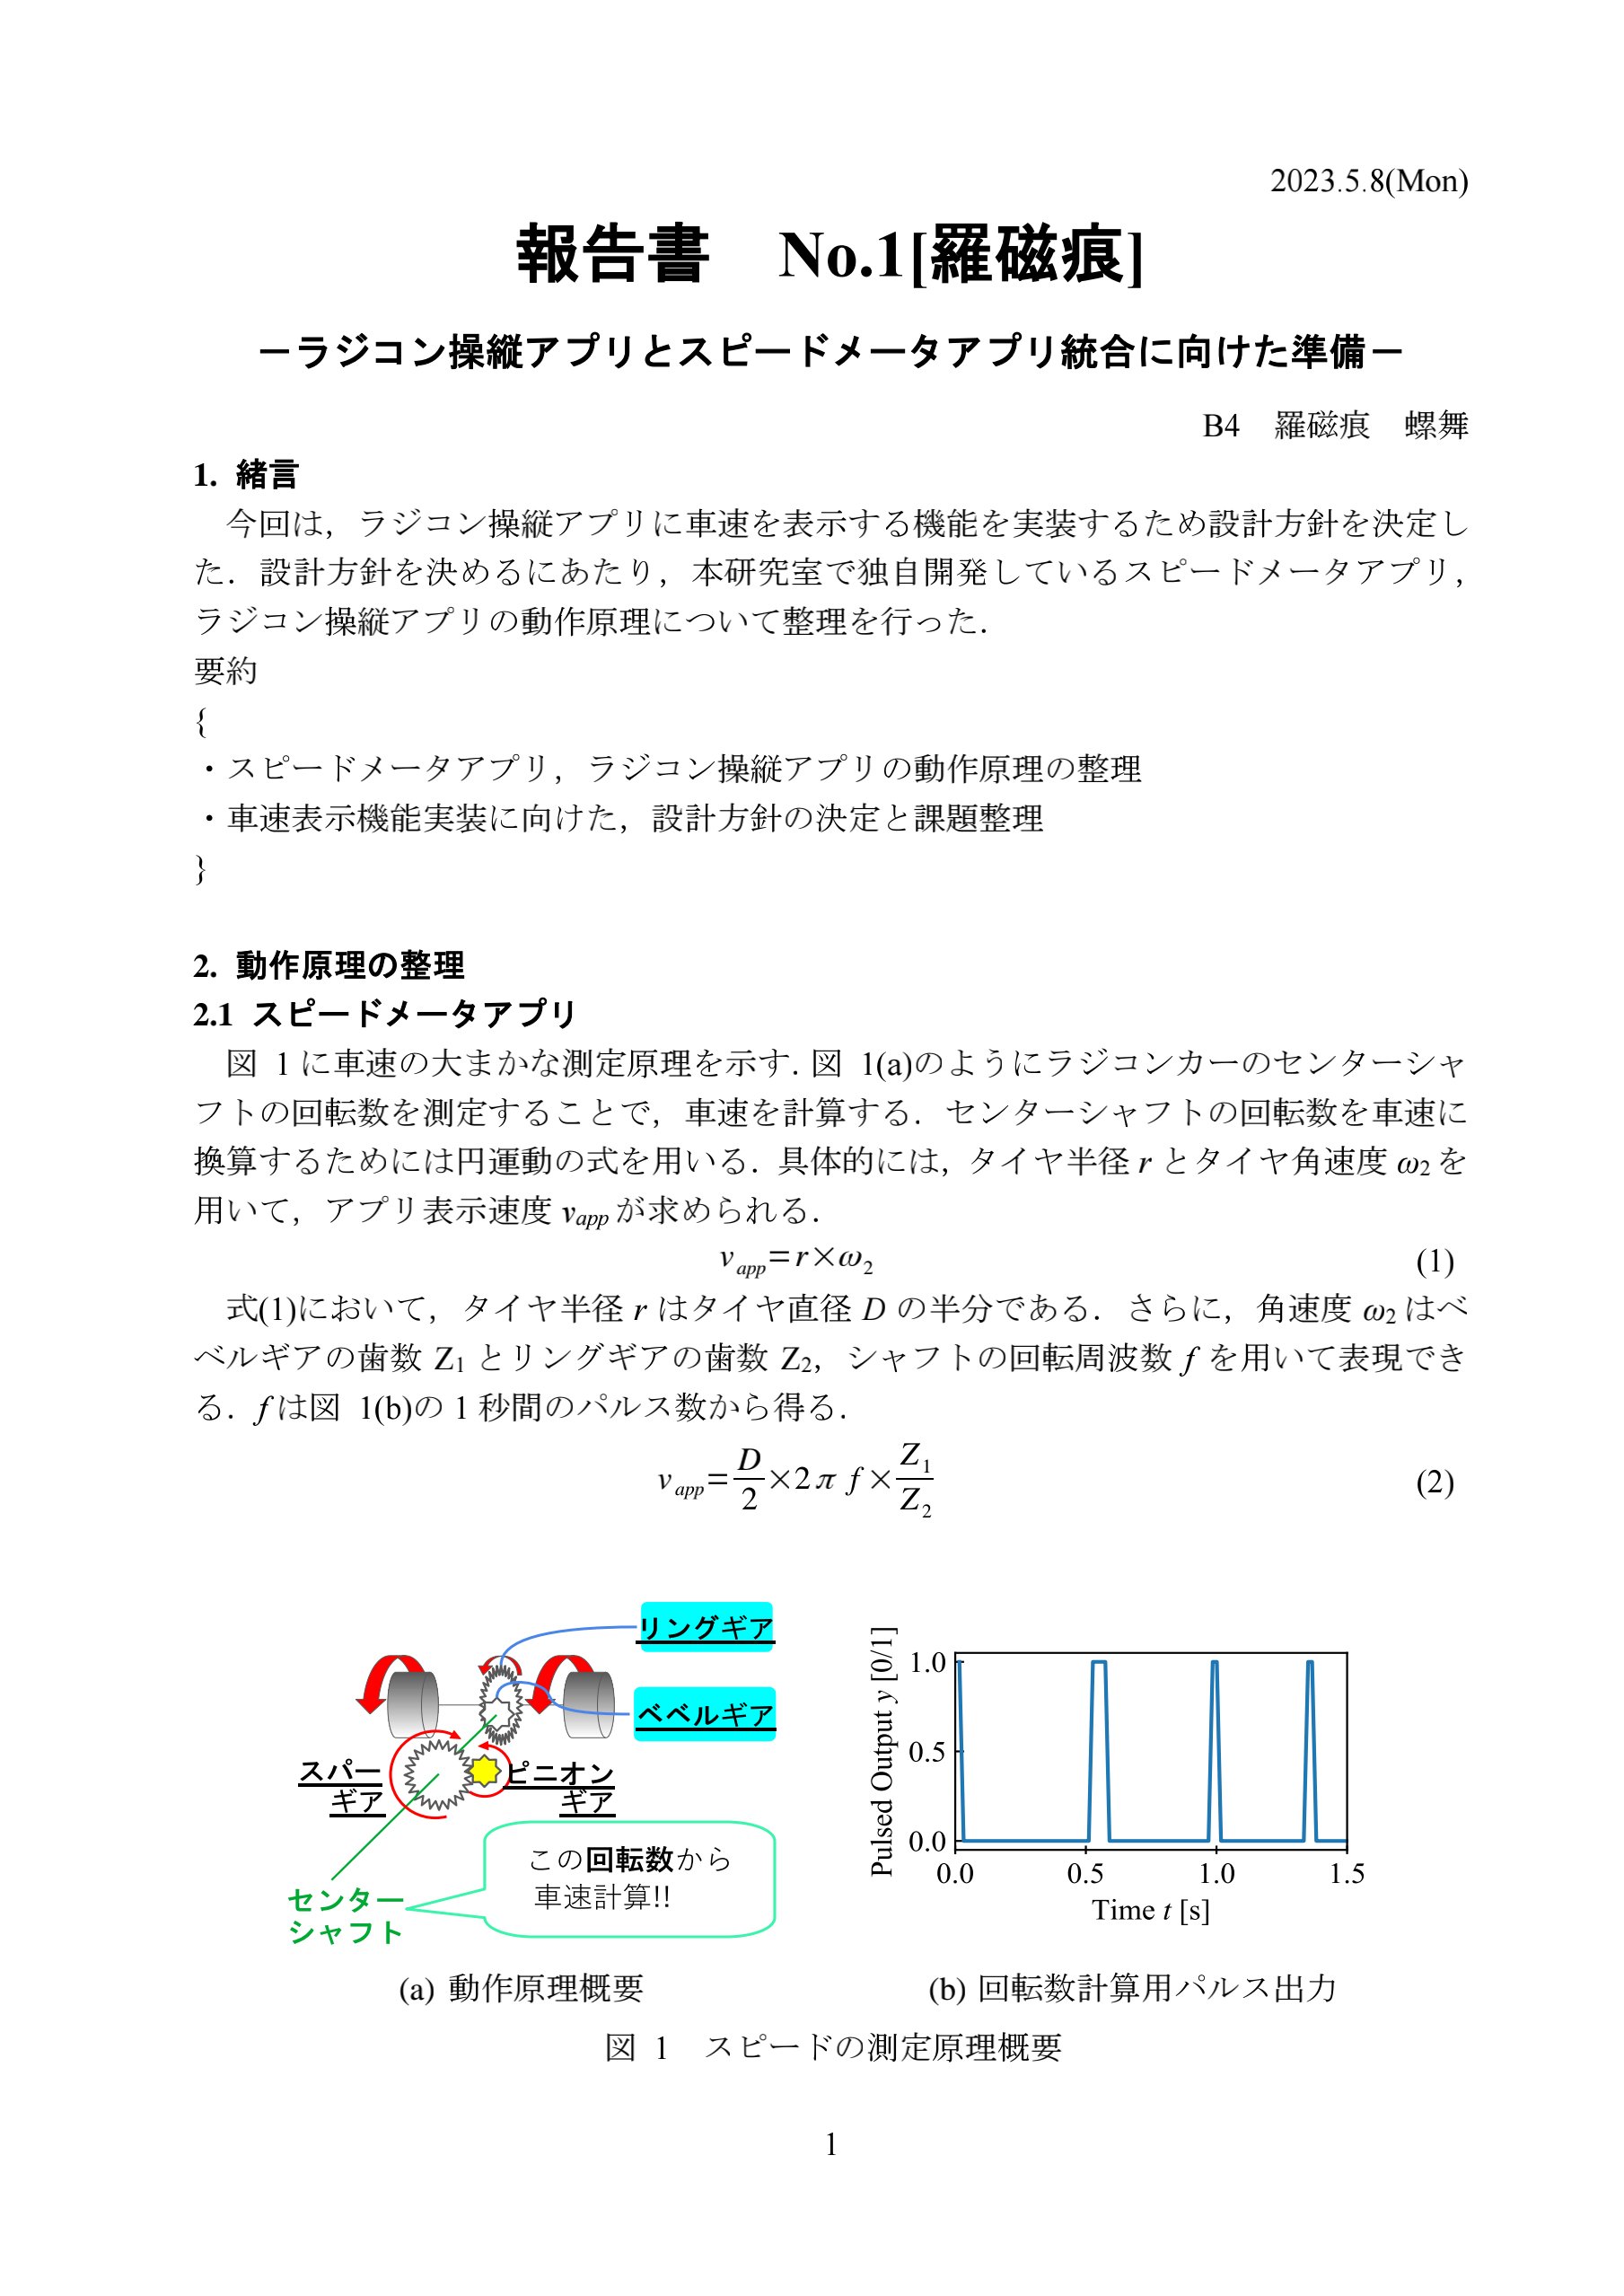 2023.5.8(Mon)
報告書　No.1[羅磁痕]
－ラジコン操縦アプリとスピードメータアプリ統合に向けた準備－
B4　羅磁痕　螺舞
1. 緒言
今回は，ラジコン操縦アプリに車速を表示する機能を実装するため設計方針を決定し
た．設計方針を決めるにあたり，本研究室で独自開発しているスピードメータアプリ，
ラジコン操縦アプリの動作原理について整理を行った．
要約
{
・スピードメータアプリ，ラジコン操縦アプリの動作原理の整理
・車速表示機能実装に向けた，設計方針の決定と課題整理
}
2. 動作原理の整理
2.1 スピードメータアプリ
図 1 に車速の大まかな測定原理を示す．図 1(a)のようにラジコンカーのセンターシャ
フトの回転数を測定することで，車速を計算する．センターシャフトの回転数を車速に
換算するためには円運動の式を用いる．具体的には，タイヤ半径 r とタイヤ角速度 ω₂ を
用いて，アプリ表示速度 v_app が求められる．
v_app=r×ω₂ (1)
式(1)において，タイヤ半径 r はタイヤ直径 D の半分である．さらに，角速度 ω₂ はベ
ベルギアの歯数 Z₁ とリングギアの歯数 Z₂，シャフトの回転周波数 f を用いて表現でき
る．f は図 1(b)の 1 秒間のパルス数から得る．
v_app=D/2×2π f×Z₁/Z₂ (2)
リングギア
ベベルギア
スパー
ギア
ピニオン
ギア
この回転数から
車速計算!!
センター
シャフト
(a) 動作原理概要
Pulsed Output y [0/1]
1.0
0.5
0.0
0.0 0.5 1.0 1.5
Time t [s]
(b) 回転数計算用パルス出力
図 1　スピードの測定原理概要
1